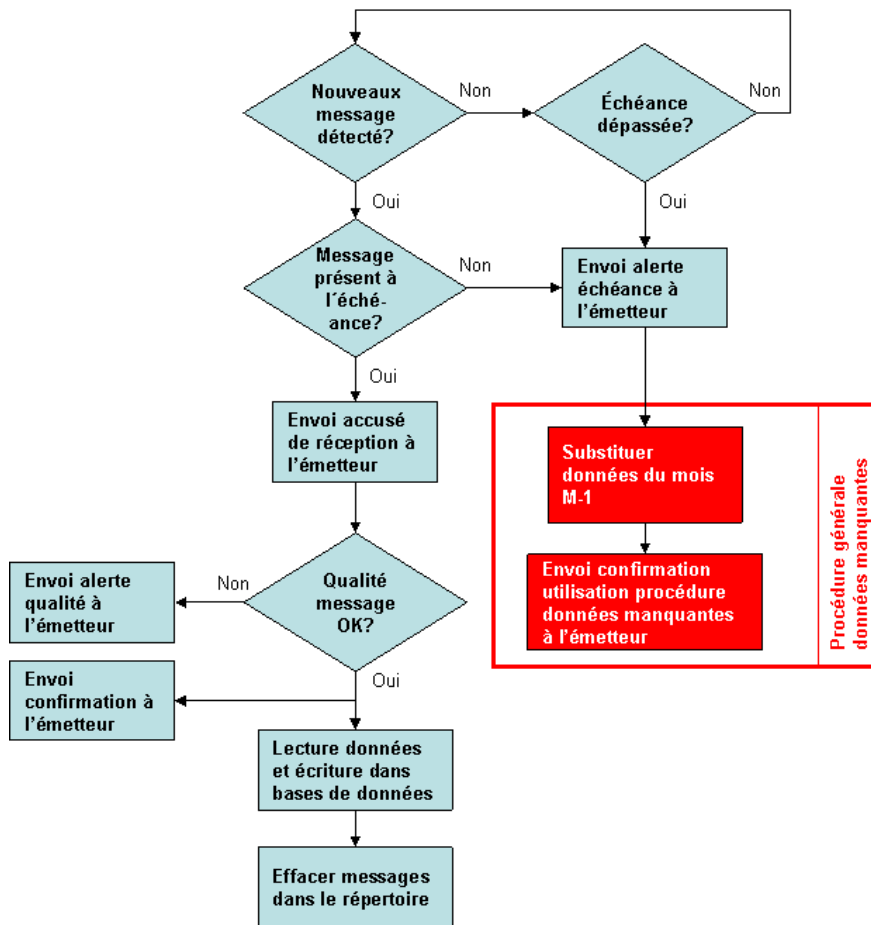 Nouveaux
message
détecté?
Non
Échéance
dépassée?
Non
Oui
Oui
Message
présent à
l´éché-
ance?
Non
Envoi alerte
échéance à
l'émetteur
Oui
Envoi accusé
de réception à
l'émetteur
Substituer
données du mois
M-1
Envoi confirmation
utilisation procédure
données manquantes
à l'émetteur
Procédure générale
données manquantes
Qualité
message
OK?
Non
Envoi alerte
qualité à
l'émetteur
Oui
Envoi
confirmation à
l'émetteur
Lecture données
et écriture dans
bases de données
Effacer messages
dans le répertoire